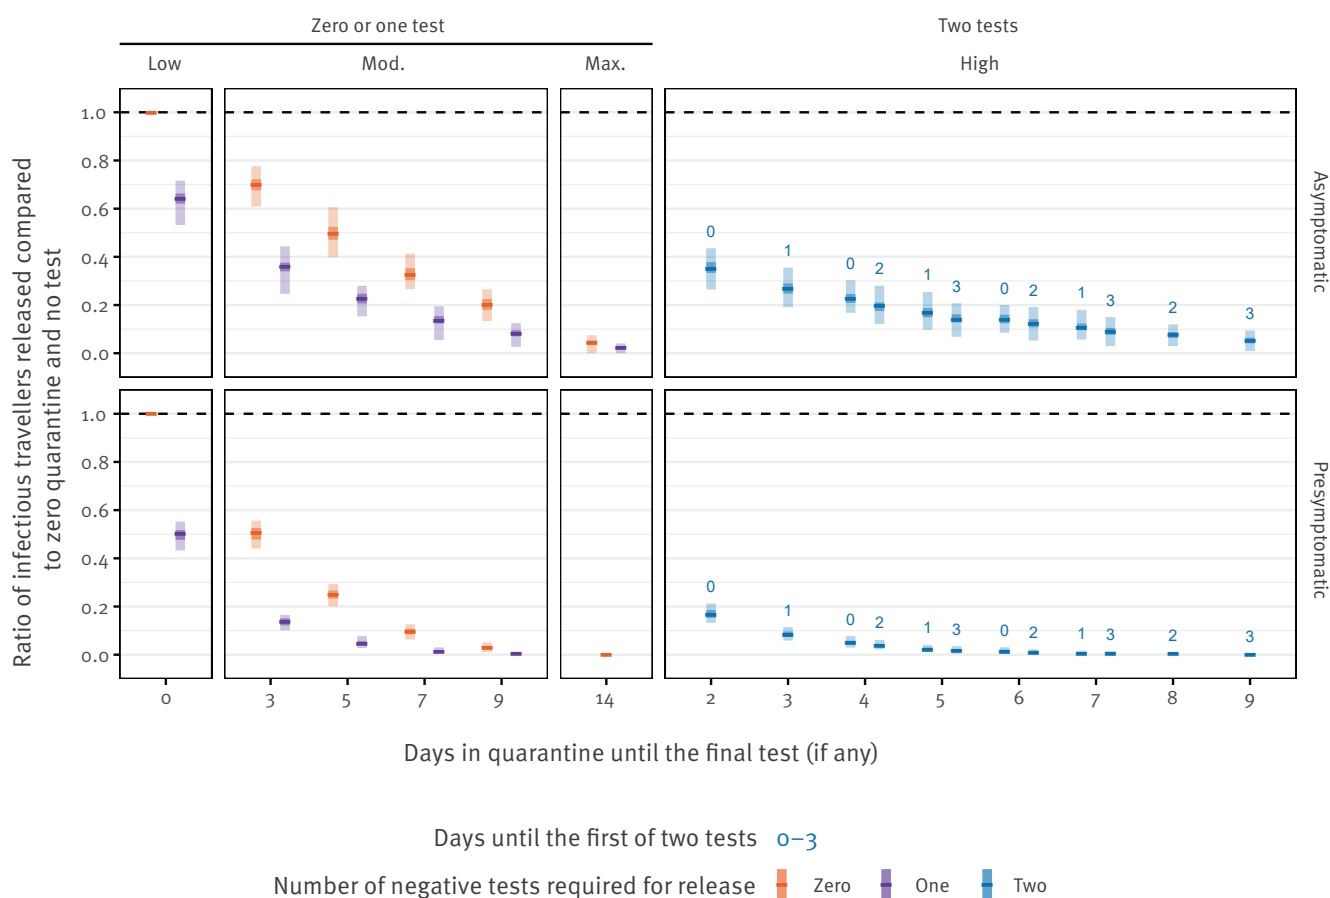 Zero or one test Two tests
Low Mod. Max. High
Ratio of infectious travellers released compared
to zero quarantine and no test
1.0
0.8
0.6
0.4
0.2
0.0
0 1 0 2 1 3 0 2 1 3 2 3
Asymptomatic
1.0
0.8
0.6
0.4
0.2
0.0
0 1 0 2 1 3 0 2 1 3 2 3
Presymptomatic
0 3 5 7 9 14 2 3 4 5 6 7 8 9
Days in quarantine until the final test (if any)
Days until the first of two tests 0–3
Number of negative tests required for release Zero One Two